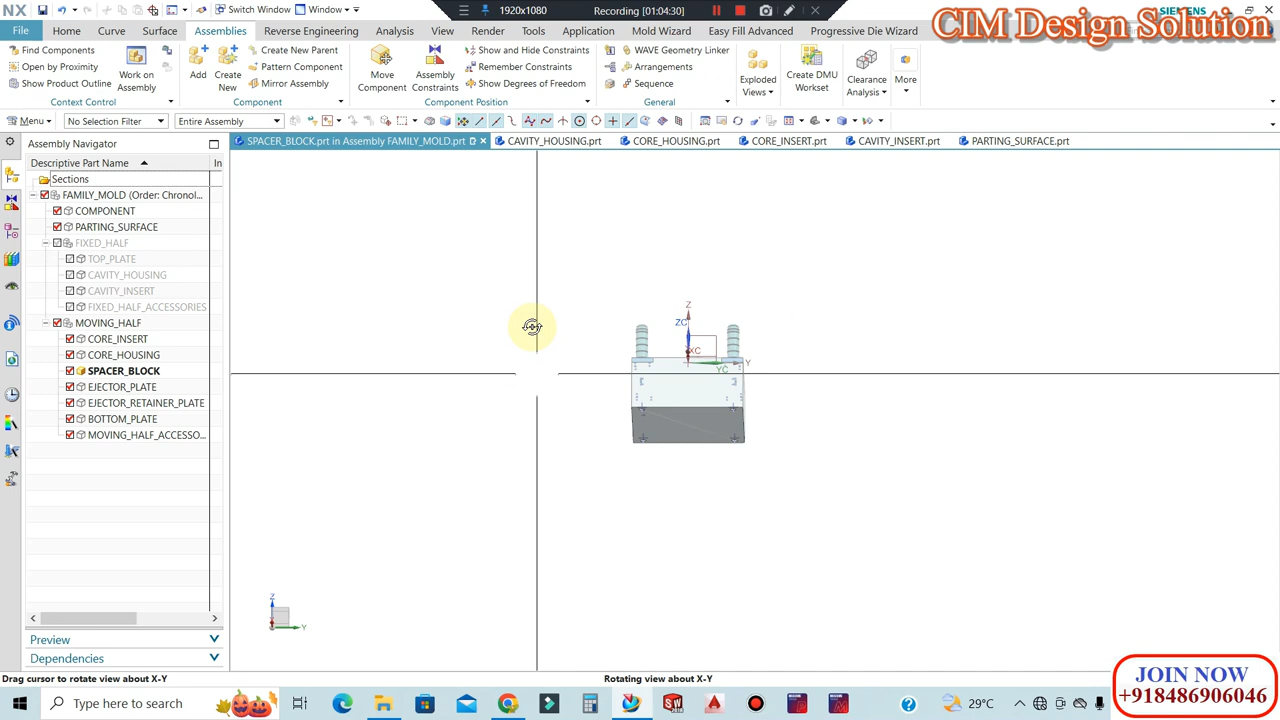 NX
Switch Window
Window
1920x1080
Recording [01:04:30]
SIEMENS
CIM Design Solution
File
Home
Curve
Surface
Assemblies
Reverse Engineering
Analysis
View
Render
Tools
Application
Mold Wizard
Easy Fill Advanced
Progressive Die Wizard
Find Components
Open by Proximity
Show Product Outline
Work on Assembly
Context Control
Add
Create New
Create New Parent
Pattern Component
Mirror Assembly
Component
Move Component
Assembly Constraints
Show and Hide Constraints
Remember Constraints
Show Degrees of Freedom
Component Position
WAVE Geometry Linker
Arrangements
Sequence
General
Exploded Views
Create DMU Workset
Clearance Analysis
More
Menu
No Selection Filter
Entire Assembly
Assembly Navigator
SPACER_BLOCK.prt in Assembly FAMILY_MOLD.prt
CAVITY_HOUSING.prt
CORE_HOUSING.prt
CORE_INSERT.prt
CAVITY_INSERT.prt
PARTING_SURFACE.prt
Descriptive Part Name
In
Sections
FAMILY_MOLD (Order: Chronol...
COMPONENT
PARTING_SURFACE
FIXED_HALF
TOP_PLATE
CAVITY_HOUSING
CAVITY_INSERT
FIXED_HALF_ACCESSORIES
MOVING_HALF
CORE_INSERT
CORE_HOUSING
SPACER_BLOCK
EJECTOR_PLATE
EJECTOR_RETAINER_PLATE
BOTTOM_PLATE
MOVING_HALF_ACCESSO...
Z
ZC
XC
YC
Y
Z
Y
Preview
Dependencies
Drag cursor to rotate view about X-Y
Rotating view about X-Y
JOIN NOW
+918486906046
Type here to search
29°C